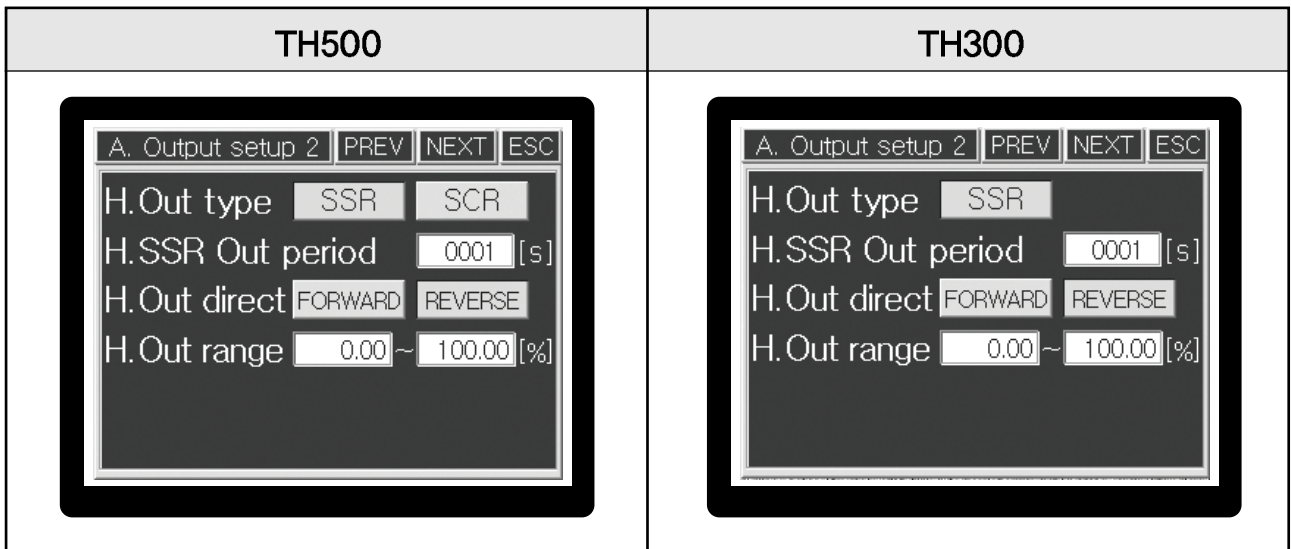 TH500
A. Output setup 2 PREV NEXT ESC
H.Out type SSR SCR
H.SSR Out period 0001 [s]
H.Out direct FORWARD REVERSE
H.Out range 0.00 ~ 100.00 [%]
TH300
A. Output setup 2 PREV NEXT ESC
H.Out type SSR
H.SSR Out period 0001 [s]
H.Out direct FORWARD REVERSE
H.Out range 0.00 ~ 100.00 [%]